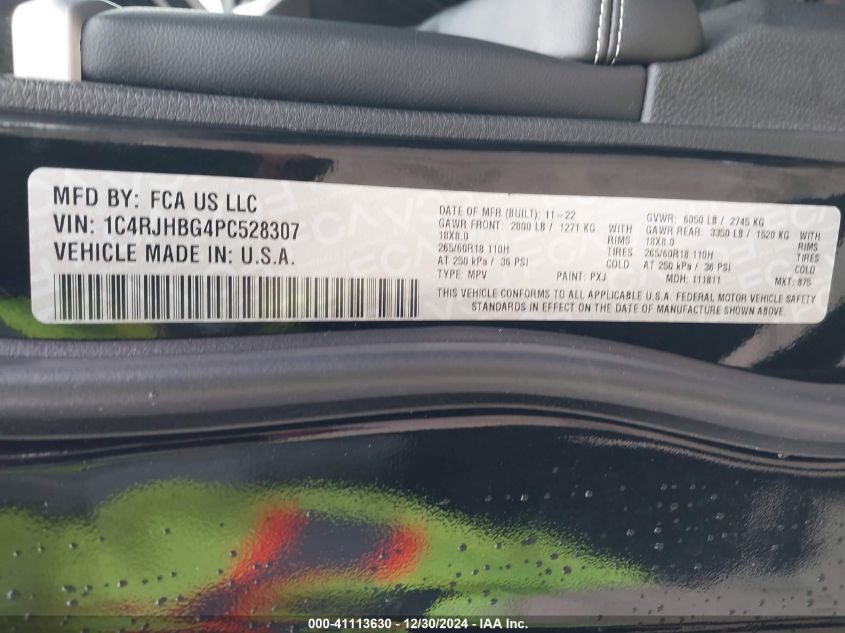 MFD BY: FCA US LLC
VIN: 1C4RJHBG4PC528307
VEHICLE MADE IN: U.S.A.
DATE OF MFR (BUILT): 11-22
GAWR FRONT: 2800 LB / 1271 KG WITH
18X8.0 RIMS
265/60R18 110H TIRES
AT 250 kPa / 36 PSI COLD
TYPE: MPV PAINT: PXJ
GVWR: 6050 LB / 2745 KG
GAWR REAR: 3350 LB / 1520 KG WITH
18X8.0 RIMS
265/60R18 110H TIRES
AT 250 kPa / 36 PSI COLD
MDH: 111811 MKT: 875
THIS VEHICLE CONFORMS TO ALL APPLICABLE U.S.A. FEDERAL MOTOR VEHICLE SAFETY
STANDARDS IN EFFECT ON THE DATE OF MANUFACTURE SHOWN ABOVE.
000-41113630 - 12/30/2024 - IAA Inc.